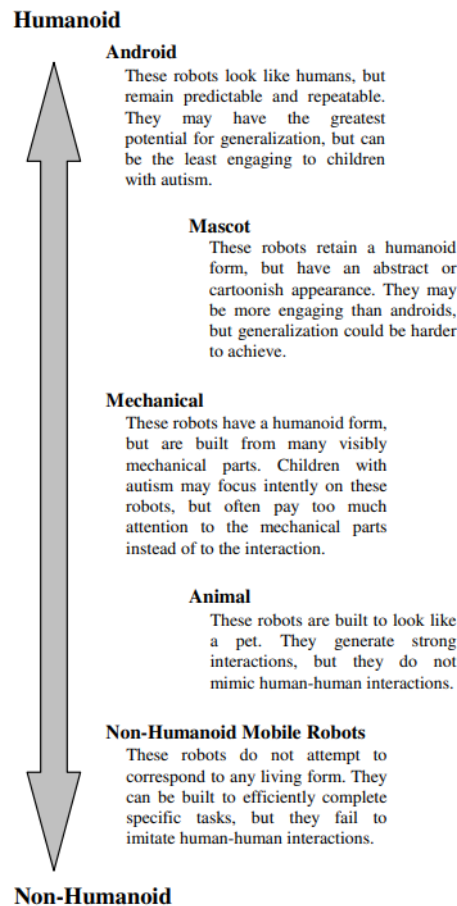 Humanoid
Android
These robots look like humans, but
remain predictable and repeatable.
They may have the greatest
potential for generalization, but can
be the least engaging to children
with autism.
Mascot
These robots retain a humanoid
form, but have an abstract or
cartoonish appearance. They may
be more engaging than androids,
but generalization could be harder
to achieve.
Mechanical
These robots have a humanoid form,
but are built from many visibly
mechanical parts. Children with
autism may focus intently on these
robots, but often pay too much
attention to the mechanical parts
instead of to the interaction.
Animal
These robots are built to look like
a pet. They generate strong
interactions, but they do not
mimic human-human interactions.
Non-Humanoid Mobile Robots
These robots do not attempt to
correspond to any living form. They
can be built to efficiently complete
specific tasks, but they fail to
imitate human-human interactions.
Non-Humanoid